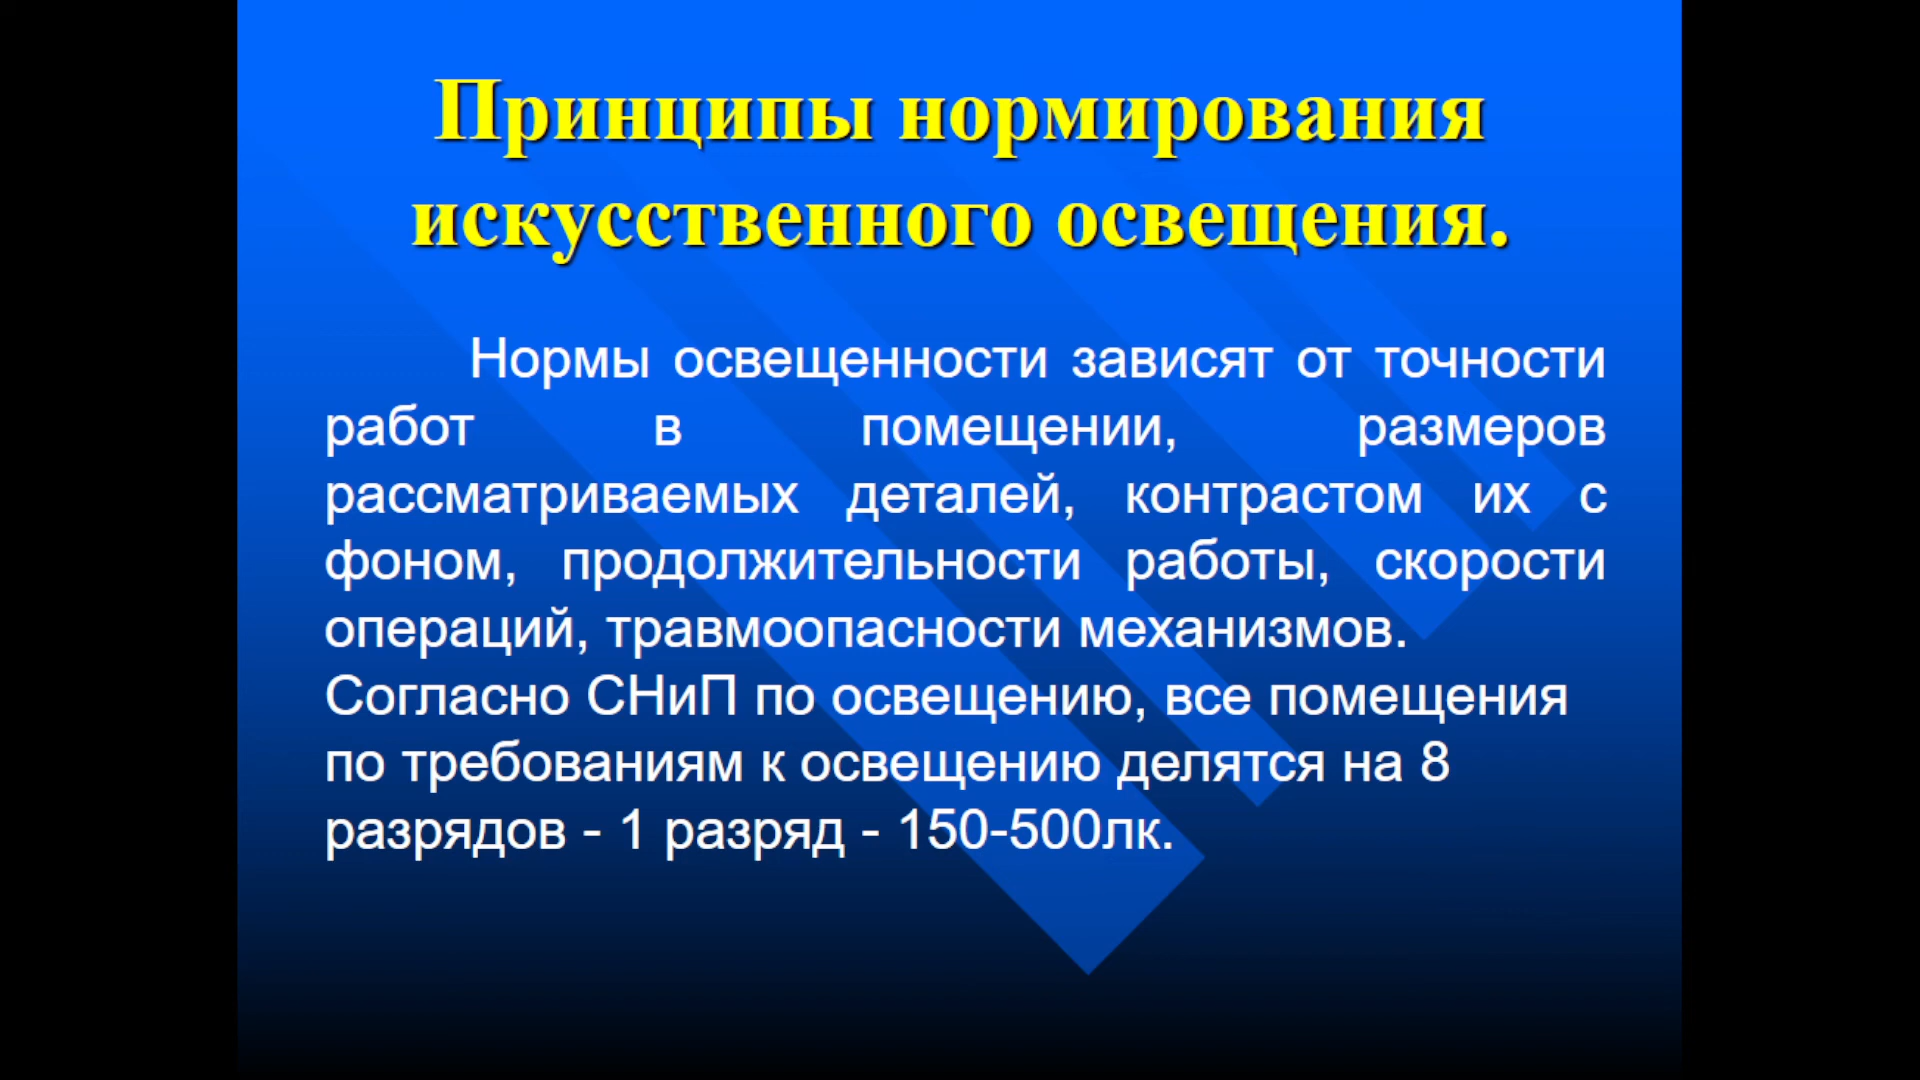 Принципы нормирования
искусственного освещения.
Нормы освещенности зависят от точности
работ в помещении, размеров
рассматриваемых деталей, контрастом их с
фоном, продолжительности работы, скорости
операций, травмоопасности механизмов.
Согласно СНиП по освещению, все помещения
по требованиям к освещению делятся на 8
разрядов - 1 разряд - 150-500лк.